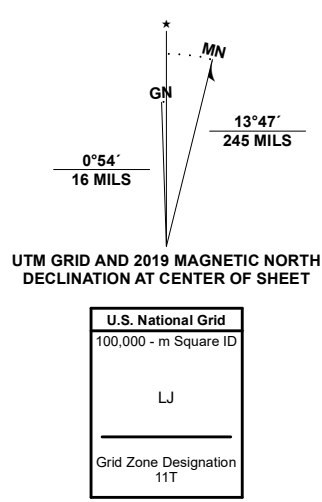 ★
MN
GN
13°47´
245 MILS
0°54´
16 MILS
UTM GRID AND 2019 MAGNETIC NORTH
DECLINATION AT CENTER OF SHEET
U.S. National Grid
100,000 - m Square ID
LJ
Grid Zone Designation
11T